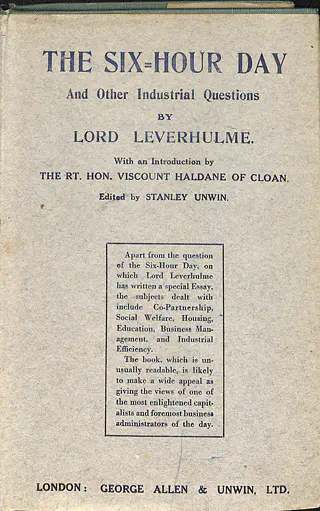 THE SIX=HOUR DAY
And Other Industrial Questions
BY
LORD LEVERHULME.
With an Introduction by
THE RT. HON. VISCOUNT HALDANE OF CLOAN.
Edited by STANLEY UNWIN.
Apart from the question
of the Six-Hour Day, on
which Lord Leverhulme
has written a special Essay,
the subjects dealt with
include Co-Partnership,
Social Welfare, Housing,
Education, Business Man-
agement, and Industrial
Efficiency.
The book, which is un-
usually readable, is likely
to make a wide appeal as
giving the views of one of
the most enlightened capit-
alists and foremost business
administrators of the day.
LONDON: GEORGE ALLEN & UNWIN, LTD.